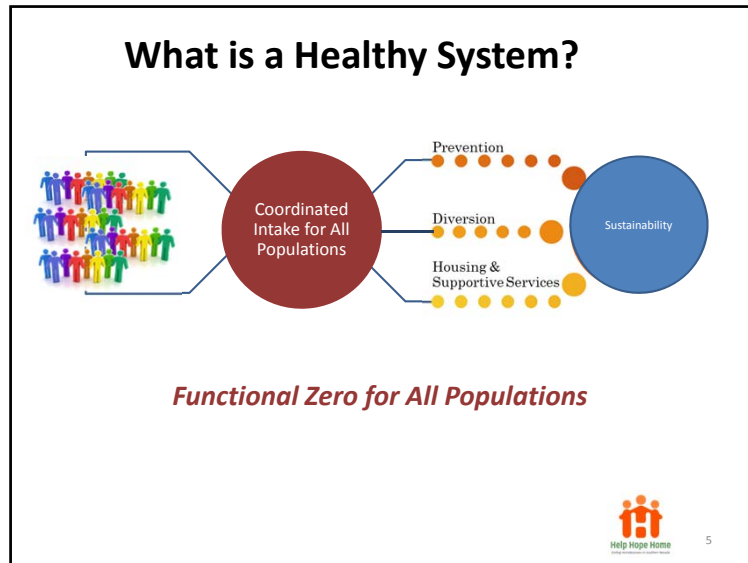 What is a Healthy System?
Coordinated
Intake for All
Populations
Prevention
Diversion
Housing &
Supportive Services
Sustainability
Functional Zero for All Populations
Help Hope Home
5